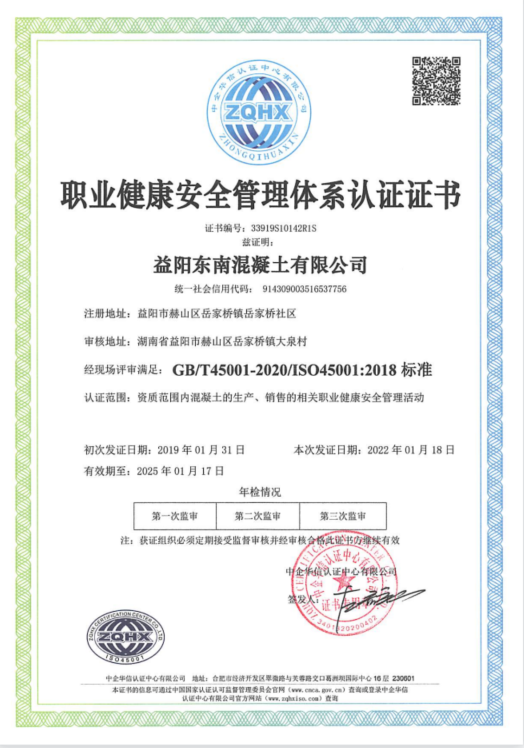 中企华信认证中心有限公司
ZQHX
ZHONGQIHUAXIN
职业健康安全管理体系认证证书
证书编号：33919S10142R1S
兹证明：
益阳东南混凝土有限公司
统一社会信用代码： 914309003516537756
注册地址：益阳市赫山区岳家桥镇岳家桥社区
审核地址：湖南省益阳市赫山区岳家桥镇大泉村
经现场评审满足：GB/T45001-2020/ISO45001:2018 标准
认证范围：资质范围内混凝土的生产、销售的相关职业健康安全管理活动
初次发证日期：2019 年 01 月 31 日 本次发证日期：2022 年 01 月 18 日
有效期至：2025 年 01 月 17 日
年检情况
第一次监审 第二次监审 第三次监审
注：获证组织必须定期接受监督审核并经审核合格此证书方继续有效
中企华信认证中心有限公司
签发人：
证书专用章
3401220200402
ZQHX CERTIFICATION CENTER CO.,LTD
ZQHX
ISO45001
中企华信认证中心有限公司 地址：合肥市经济开发区翠微路与芙蓉路交口葛洲坝国际中心 16 层 230601
本证书的信息可通过中国国家认证认可监督管理委员会官网（www.cnca.gov.cn）查询或登录中企华信
认证中心有限公司官方网站（www.zqhxiso.com）查询